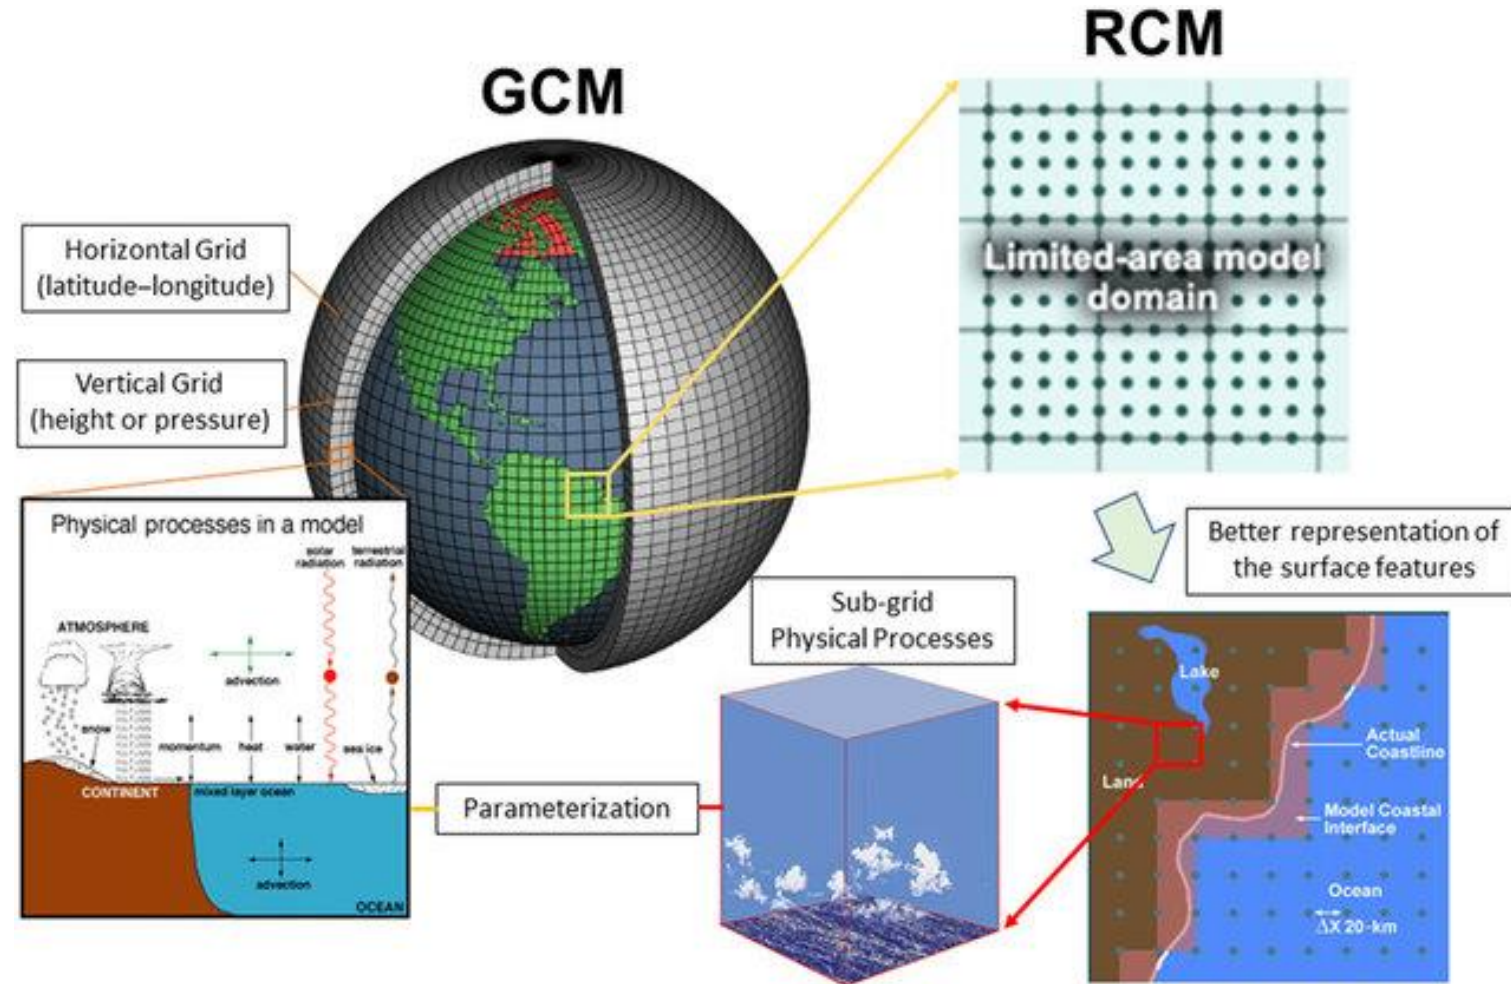 GCM
RCM
Horizontal Grid
(latitude–longitude)
Vertical Grid
(height or pressure)
Limited-area model
domain
Physical processes in a model
solar
radiation
terrestrial
radiation
ATMOSPHERE
advection
snow
momentum
heat
water
sea ice
CONTINENT
mixed layer ocean
advection
OCEAN
Parameterization
Sub-grid
Physical Processes
Better representation of
the surface features
Lake
Actual
Coastline
Land
Model Coastal
Interface
Ocean
ΔX 20-km